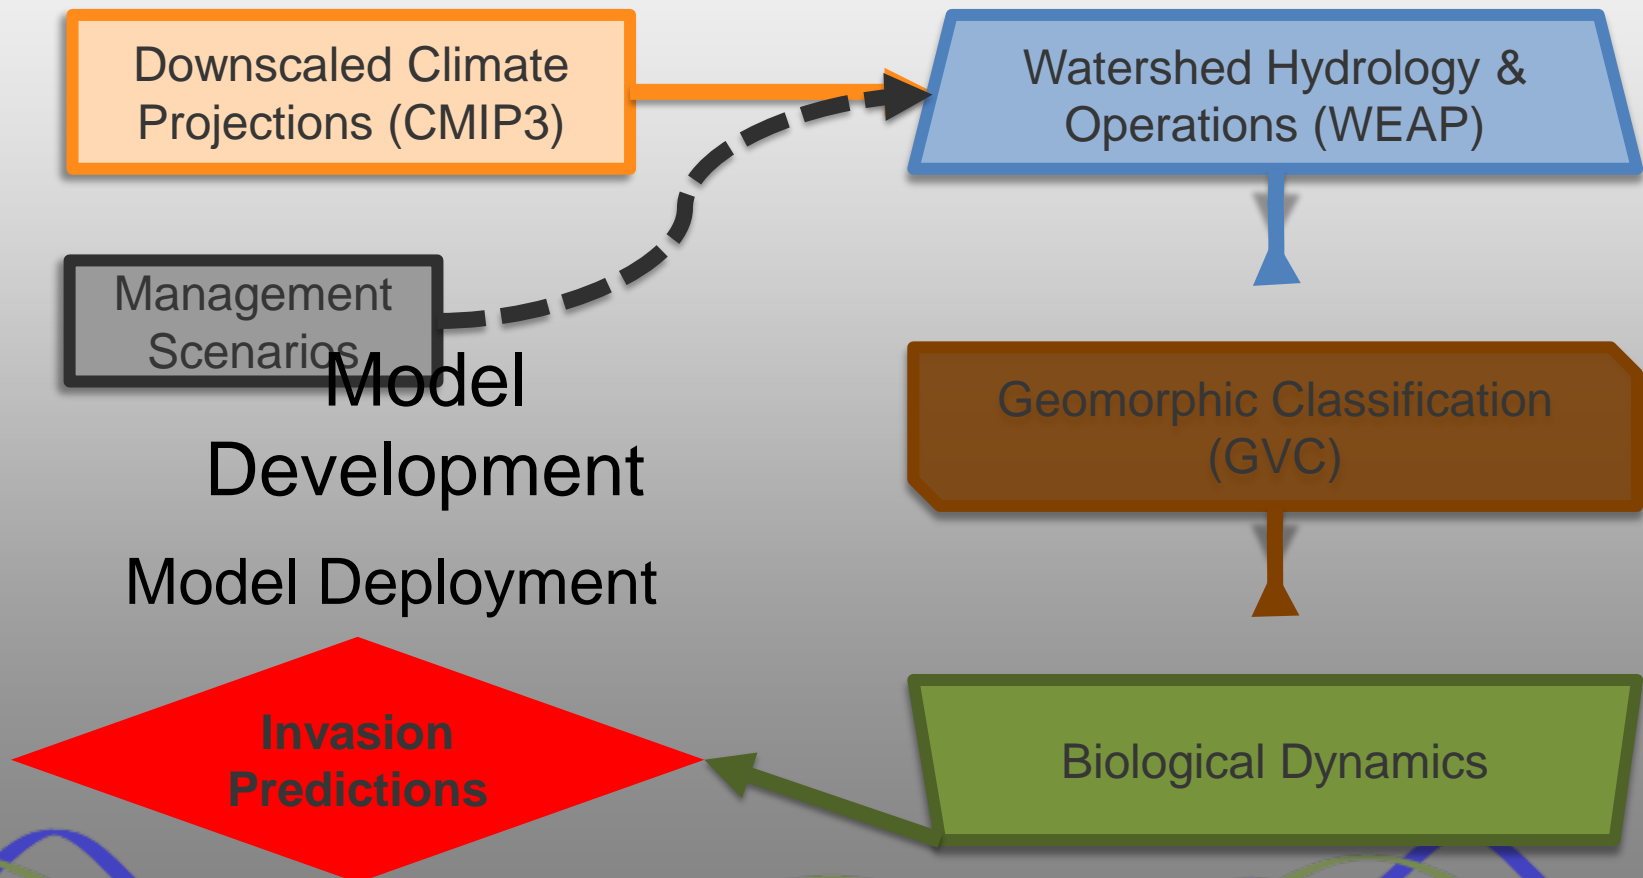 Downscaled Climate
Projections (CMIP3)
Watershed Hydrology &
Operations (WEAP)
Management
Scenarios
Model
Development
Geomorphic Classification
(GVC)
Model Deployment
Invasion
Predictions
Biological Dynamics